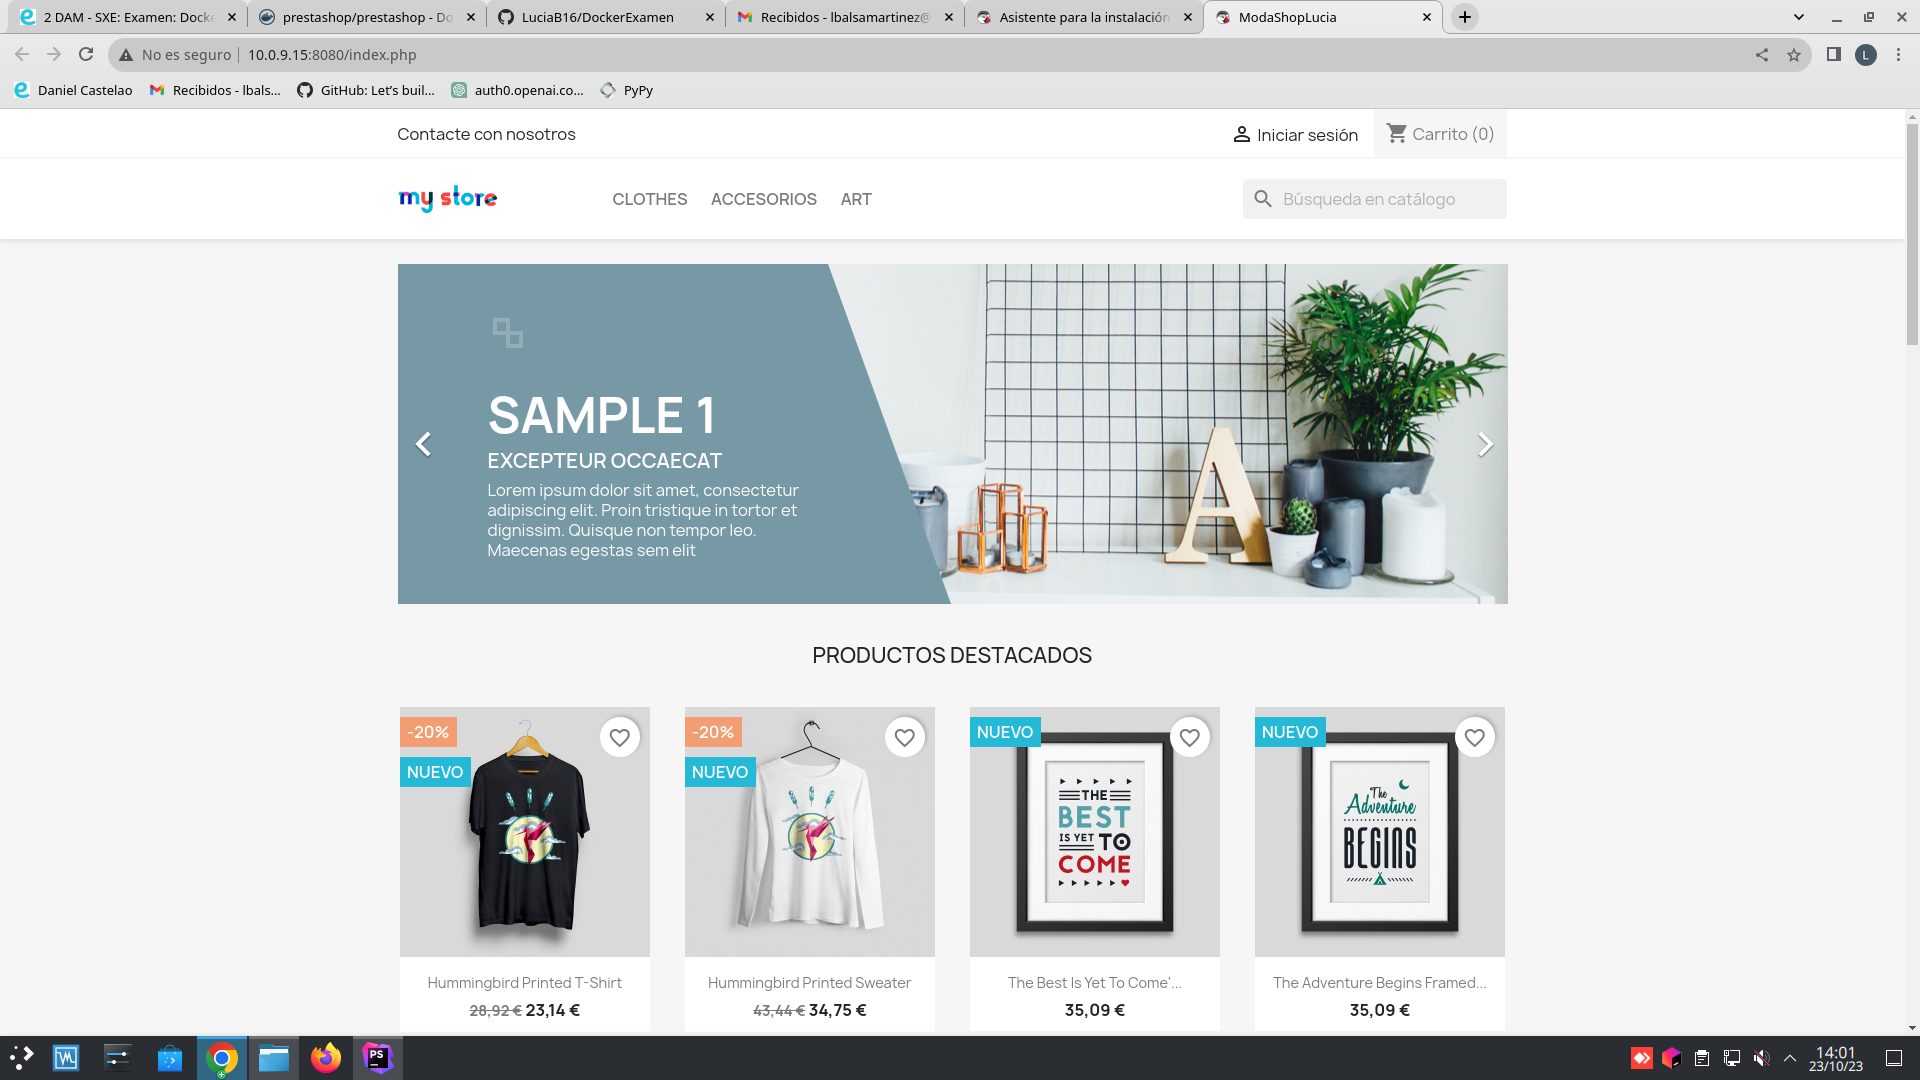 2 DAM - SXE: Examen: Docke
prestashop/prestashop - Do
LuciaB16/DockerExamen
Recibidos - lbalsamartinez@
Asistente para la instalación
ModaShopLucia
No es seguro
10.0.9.15:8080/index.php
L
Daniel Castelao
Recibidos - lbals...
GitHub: Let's buil...
auth0.openai.co...
PyPy
Contacte con nosotros
Iniciar sesión
Carrito (0)
my store
CLOTHES
ACCESORIOS
ART
Búsqueda en catálogo
SAMPLE 1
EXCEPTEUR OCCAECAT
Lorem ipsum dolor sit amet, consectetur
adipiscing elit. Proin tristique in tortor et
dignissim. Quisque non tempor leo.
Maecenas egestas sem elit
A
PRODUCTOS DESTACADOS
-20%
NUEVO
-20%
NUEVO
NUEVO
THE
BEST
IS YET TO
COME
NUEVO
The
Adventure
BEGINS
Hummingbird Printed T-Shirt
28,92 € 23,14 €
Hummingbird Printed Sweater
43,44 € 34,75 €
The Best Is Yet To Come'...
35,09 €
The Adventure Begins Framed...
35,09 €
PS
14:01
23/10/23